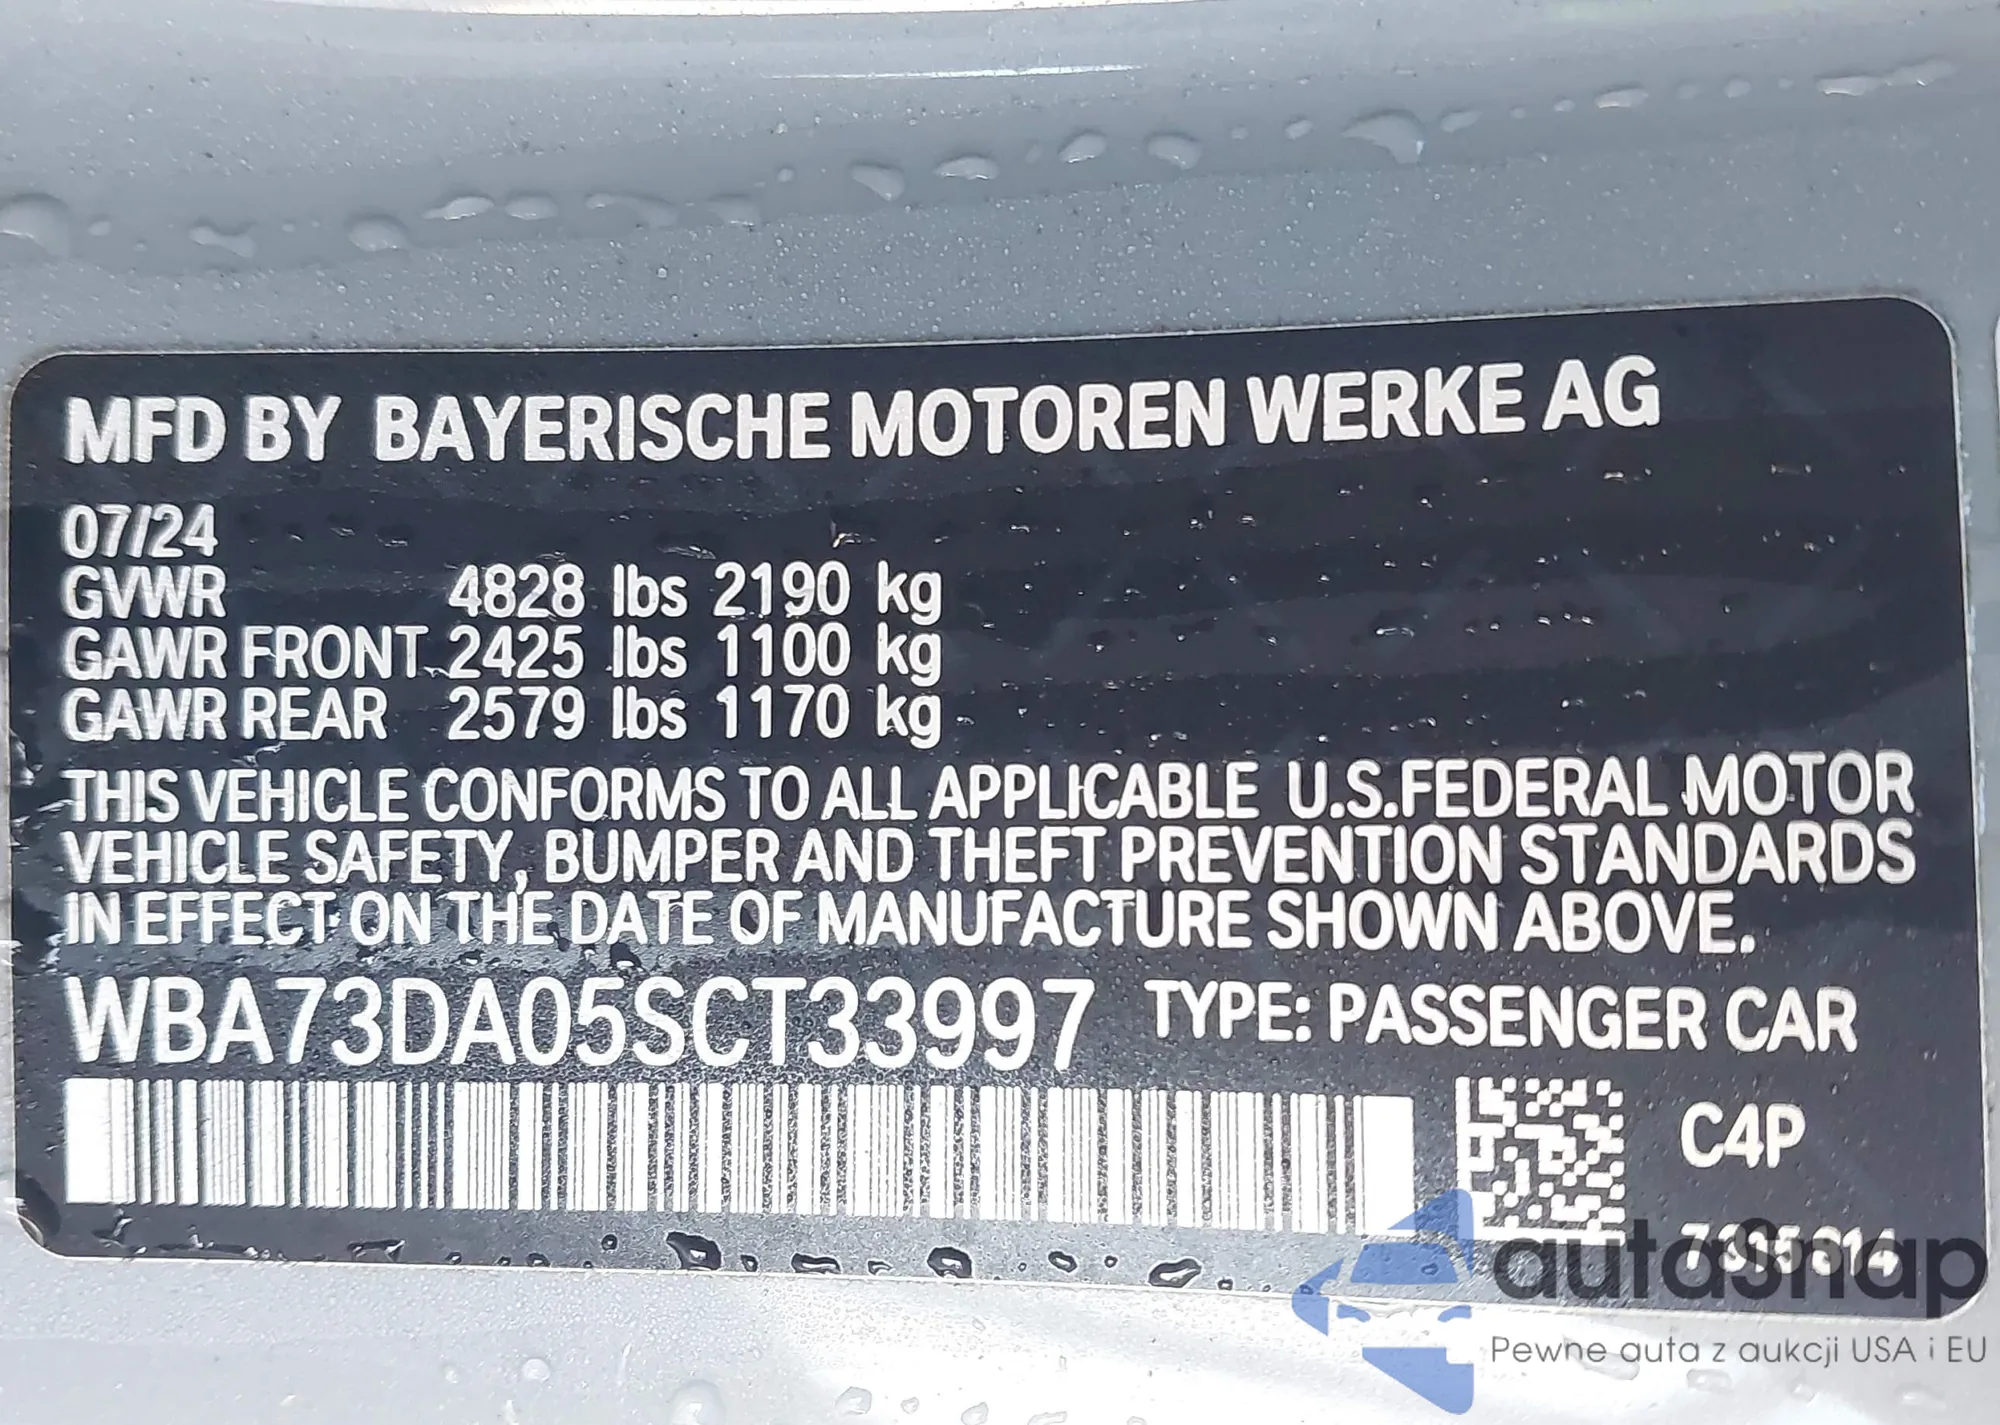 MFD BY BAYERISCHE MOTOREN WERKE AG
07/24
GVWR 4828 lbs 2190 kg
GAWR FRONT 2425 lbs 1100 kg
GAWR REAR 2579 lbs 1170 kg
THIS VEHICLE CONFORMS TO ALL APPLICABLE U.S.FEDERAL MOTOR
VEHICLE SAFETY, BUMPER AND THEFT PREVENTION STANDARDS
IN EFFECT ON THE DATE OF MANUFACTURE SHOWN ABOVE.
WBA73DA05SCT33997 TYPE: PASSENGER CAR
C4P
autasnap
Pewne auta z aukcji USA i EU